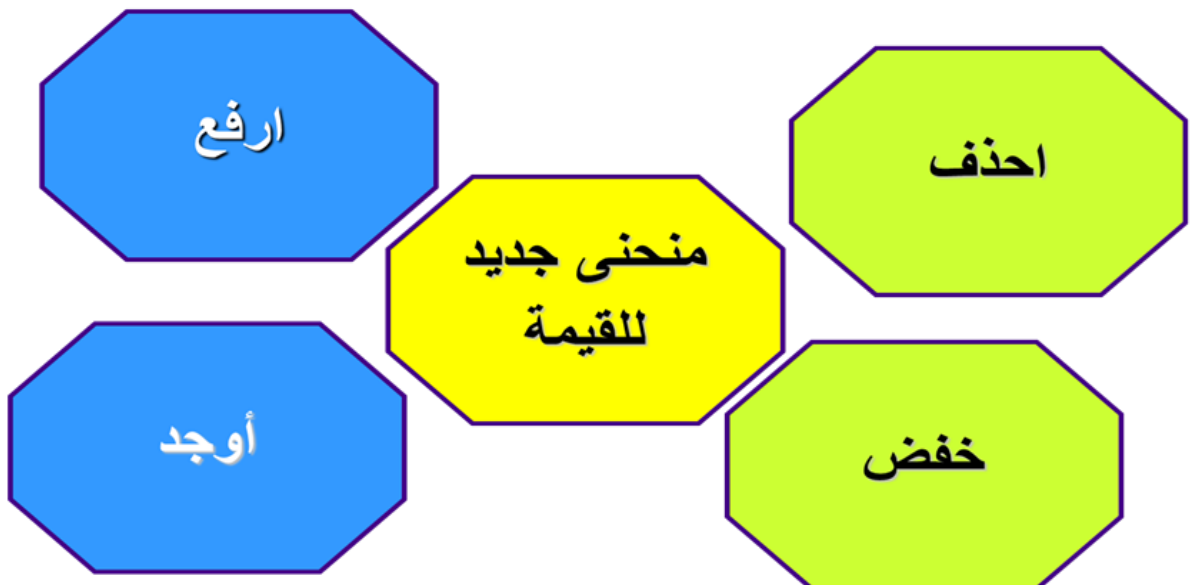 ارفع
احذف
منحنى جديد
للقيمة
أوجد
خفض